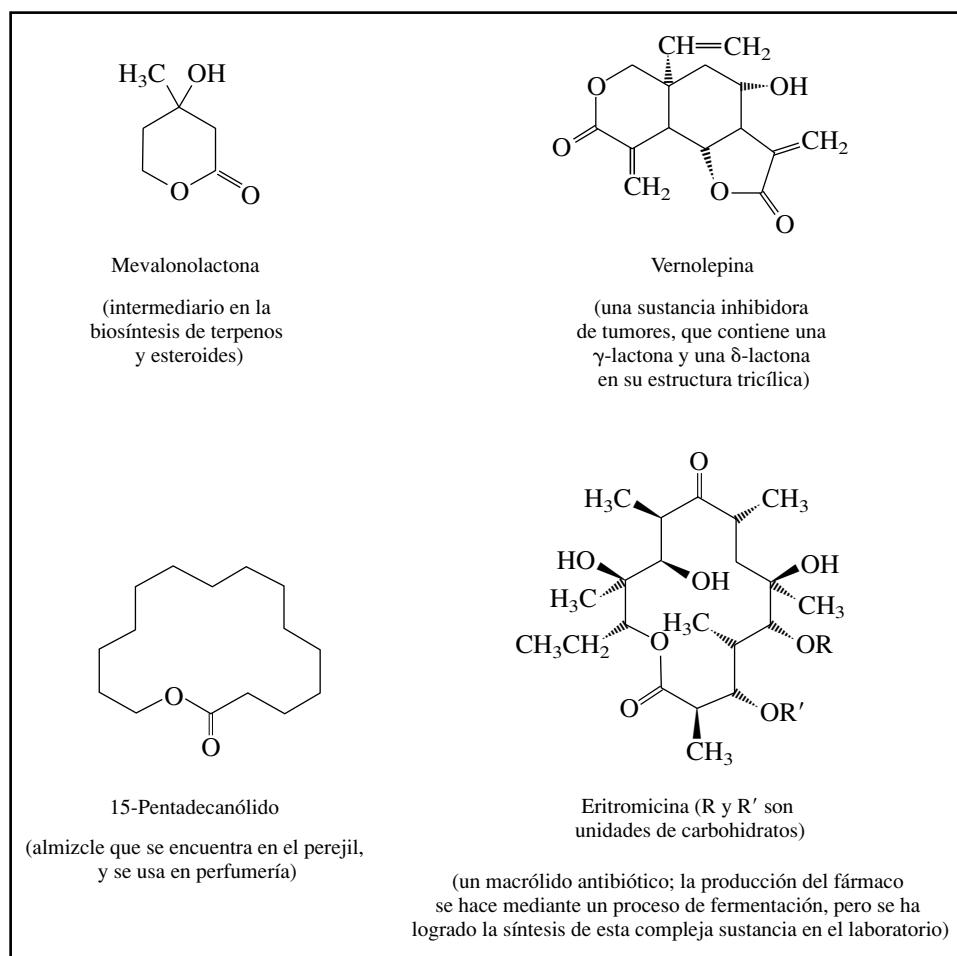 H₃C OH
O
O
Mevalonolactona
(intermediario en la
biosíntesis de terpenos
y esteroides)
CH=CH₂
O
OH
O
CH₂
CH₂
O
O
Vernolepina
(una sustancia inhibidora
de tumores, que contiene una
γ-lactona y una δ-lactona
en su estructura tricílica)
O
O
15-Pentadecanólido
(almizcle que se encuentra en el perejil,
y se usa en perfumería)
O
H₃C CH₃
HO OH OH
H₃C CH₃
H₃C
CH₃CH₂ O OR
O OR′
CH₃
Eritromicina (R y R′ son
unidades de carbohidratos)
(un macrólido antibiótico; la producción del fármaco
se hace mediante un proceso de fermentación, pero se ha
logrado la síntesis de esta compleja sustancia en el laboratorio)